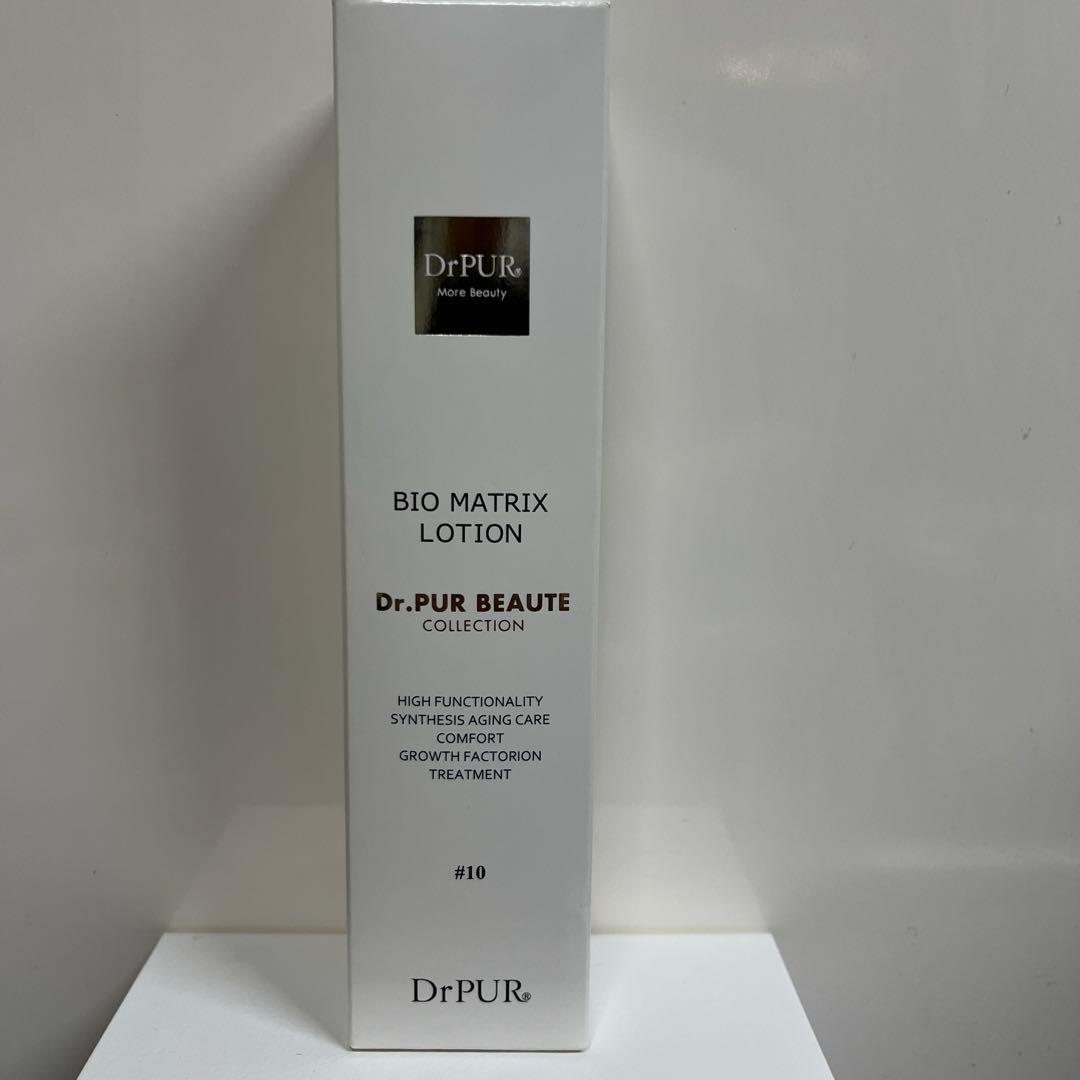 DrPUR®
More Beauty
BIO MATRIX
LOTION
Dr.PUR BEAUTE
COLLECTION
HIGH FUNCTIONALITY
SYNTHESIS AGING CARE
COMFORT
GROWTH FACTORION
TREATMENT
#10
DrPUR®